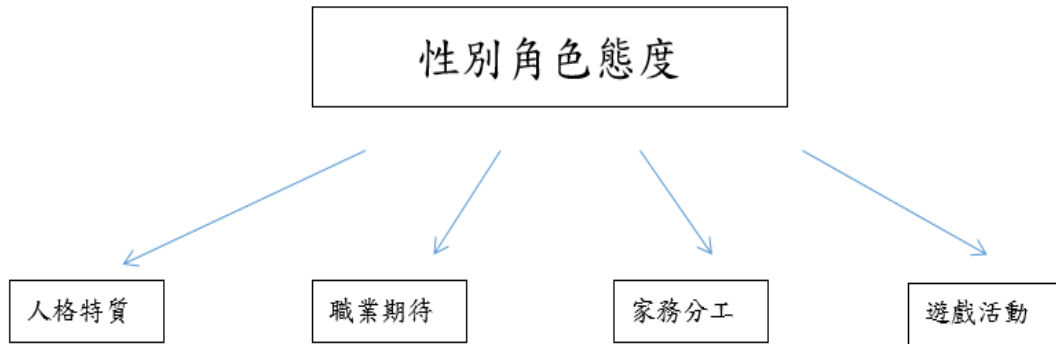 性別角色態度
人格特質
職業期待
家務分工
遊戲活動